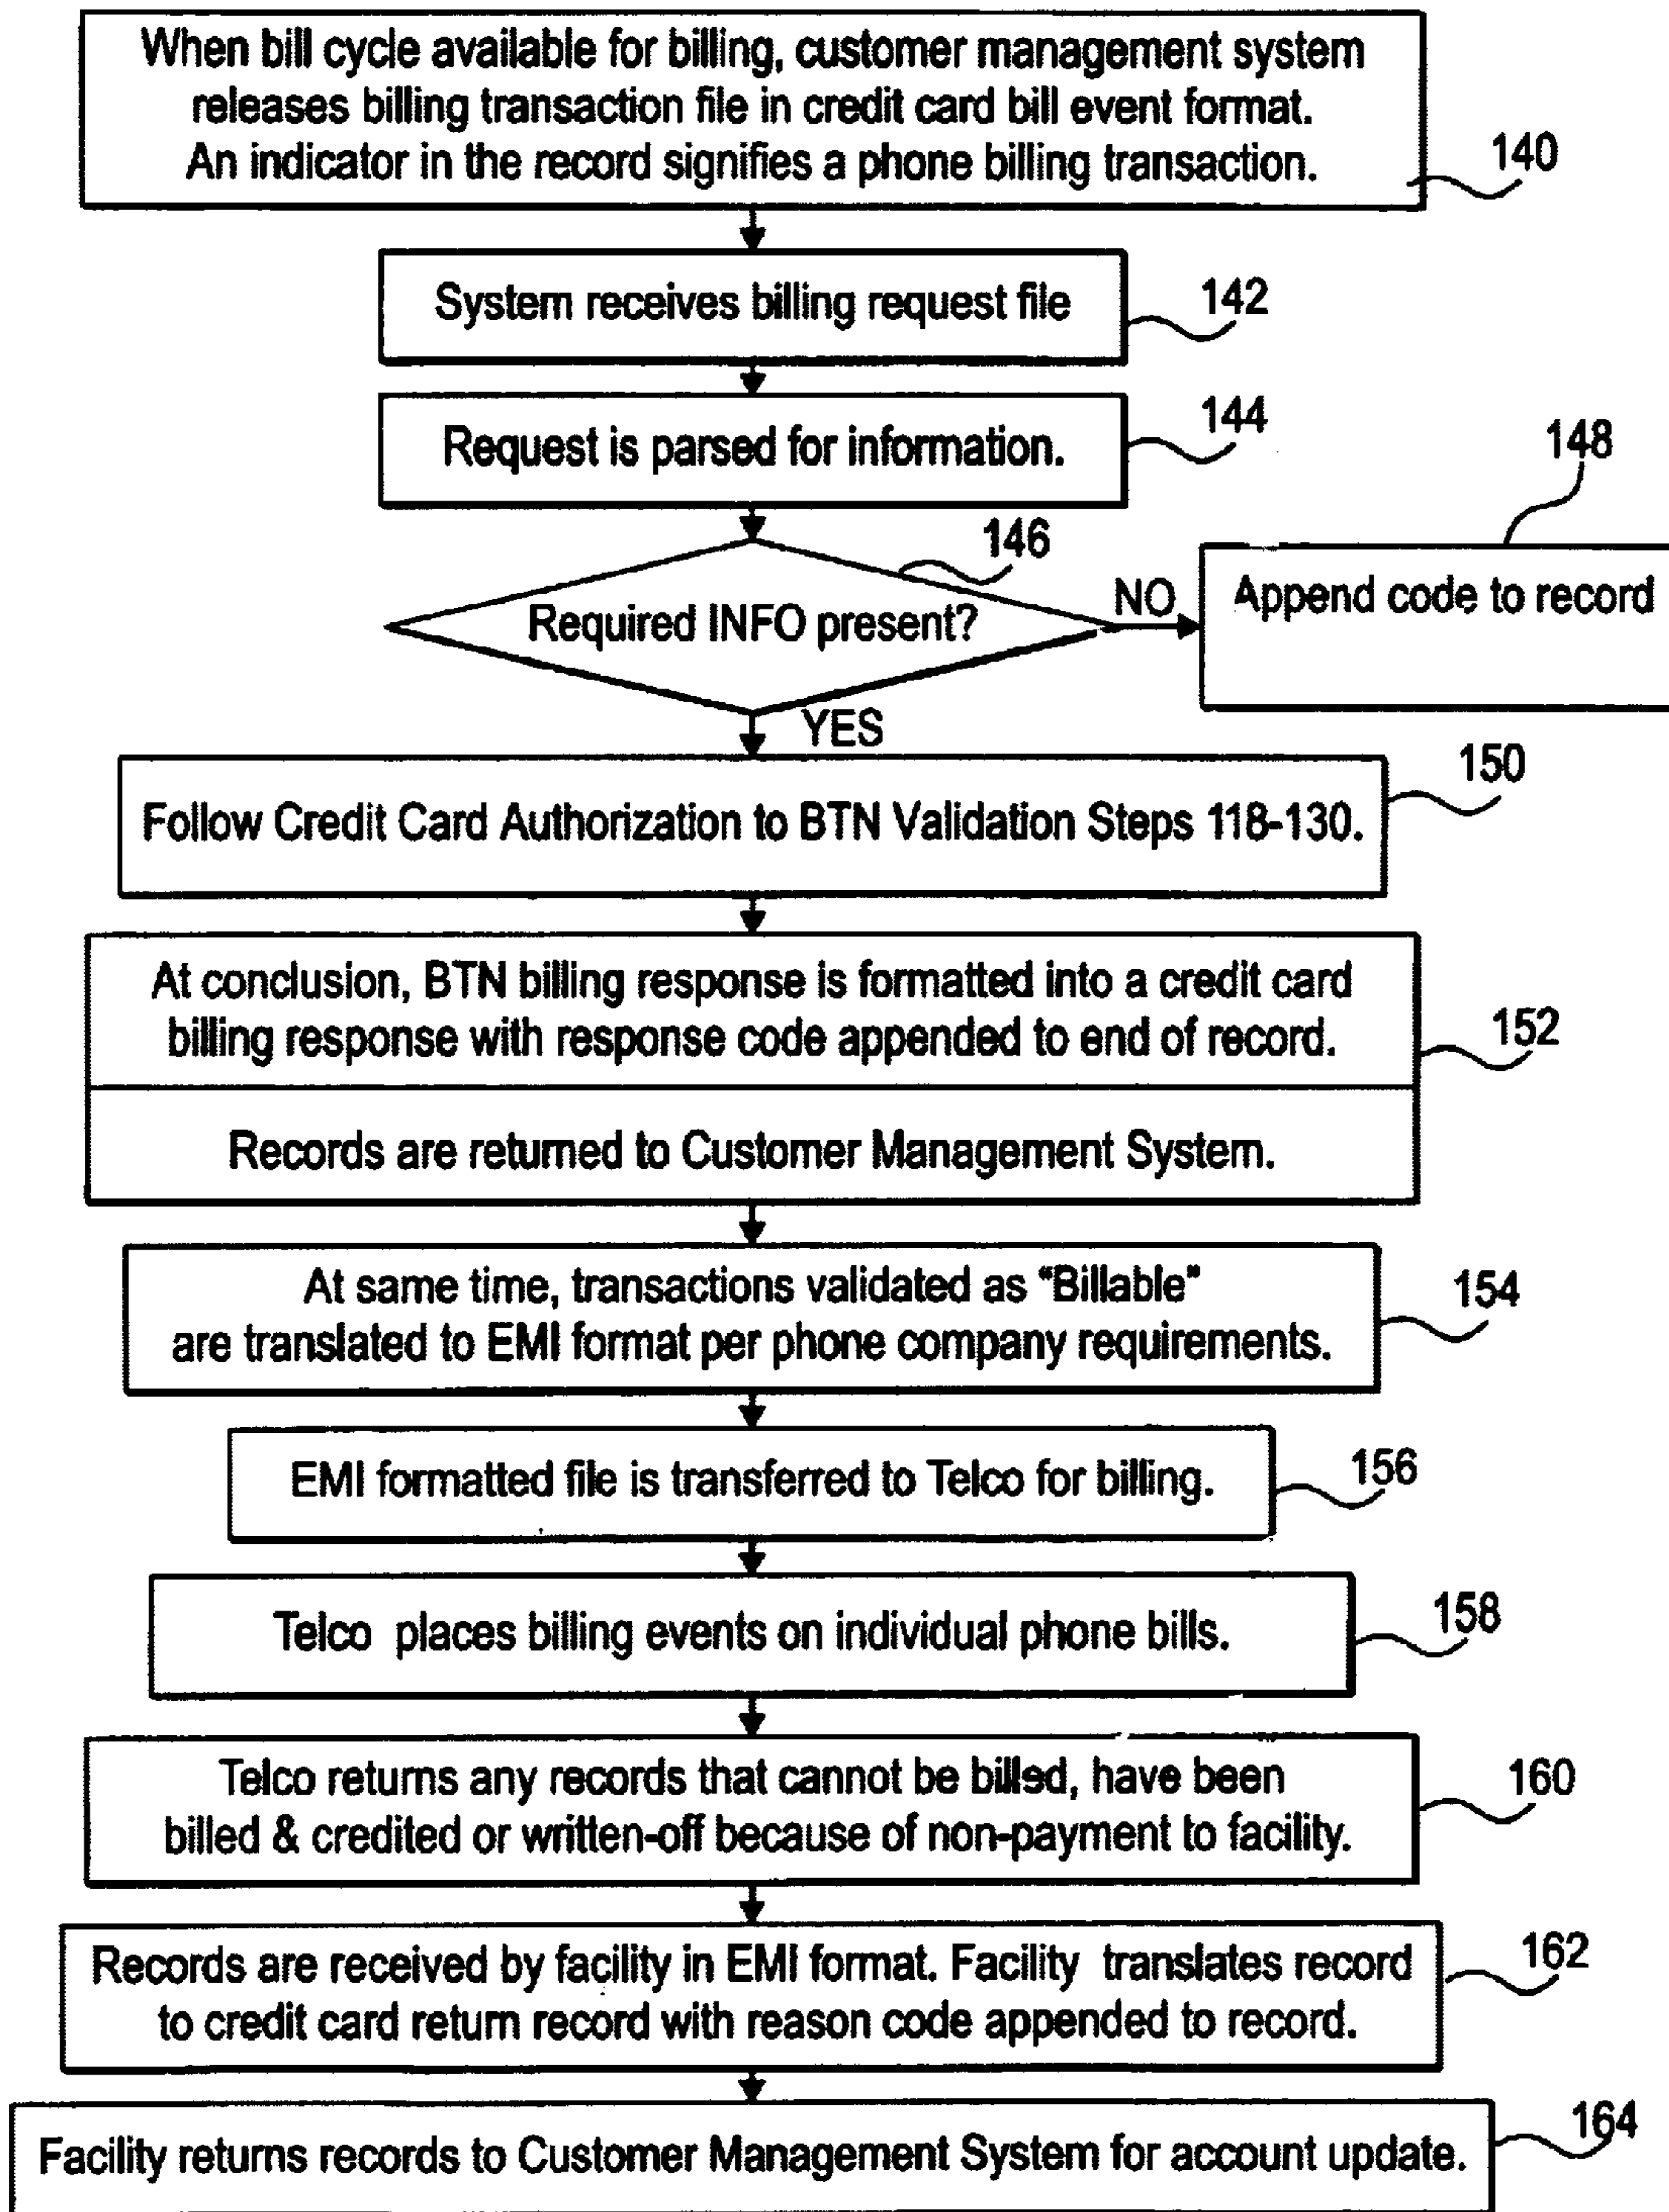 When bill cycle available for billing, customer management system
releases billing transaction file in credit card bill event format.
An indicator in the record signifies a phone billing transaction.
140
System receives billing request file
142
Request is parsed for information.
144
146
148
Required INFO present?
NO
Append code to record
YES
150
Follow Credit Card Authorization to BTN Validation Steps 118-130.
At conclusion, BTN billing response is formatted into a credit card
billing response with response code appended to end of record.
152
Records are returned to Customer Management System.
At same time, transactions validated as "Billable"
are translated to EMI format per phone company requirements.
154
EMI formatted file is transferred to Telco for billing.
156
Telco places billing events on individual phone bills.
158
Telco returns any records that cannot be billed, have been
billed & credited or written-off because of non-payment to facility.
160
Records are received by facility in EMI format. Facility translates record
to credit card return record with reason code appended to record.
162
Facility returns records to Customer Management System for account update.
164